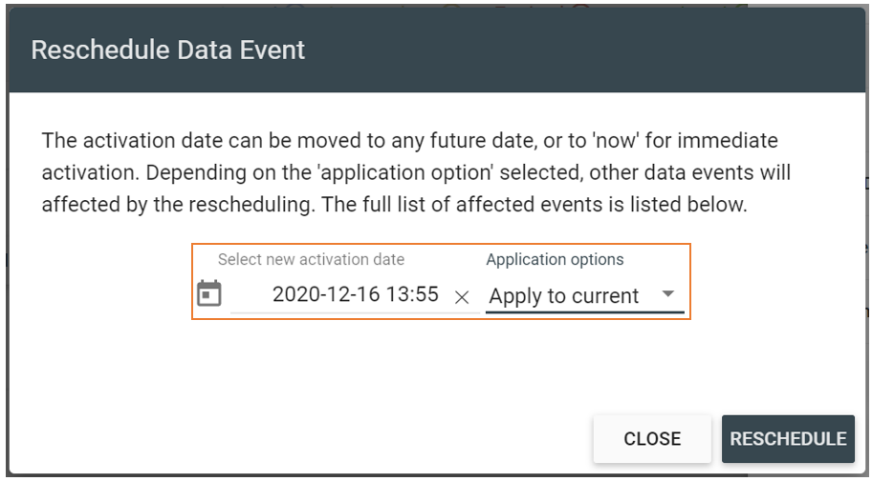 Reschedule Data Event
The activation date can be moved to any future date, or to 'now' for immediate
activation. Depending on the 'application option' selected, other data events will
affected by the rescheduling. The full list of affected events is listed below.
Select new activation date
Application options
2020-12-16 13:55
Apply to current
CLOSE
RESCHEDULE